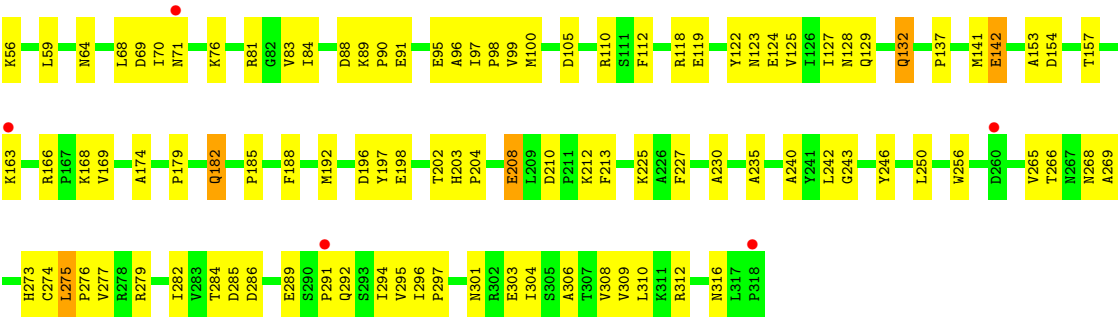 K56 L59 N64 L68 D69 I70 N71 K76 R81 G82 V83 I84 D88 K89 P90 E91 E95 A96 I97 P98 V99 M100 D105 R110 S111 F112 R118 E119 Y122 N123 E124 V125 I126 I127 N128 Q129 Q132 P137 M141 E142 A153 D154 T157
K163 R166 P167 K168 V169 A174 P179 Q182 P185 F188 M192 D196 Y197 E198 T202 H203 P204 E208 L209 D210 P211 K212 F213 K225 A226 F227 A230 A235 A240 Y241 L242 G243 Y246 L250 W256 D260 V265 T266 N267 N268 A269
H273 C274 L275 P276 V277 R278 R279 I282 V283 T284 D285 D286 E289 S290 P291 Q292 S293 I294 V295 I296 P297 N301 R302 E303 I304 S305 A306 T307 V308 V309 L310 K311 R312 N316 L317 P318